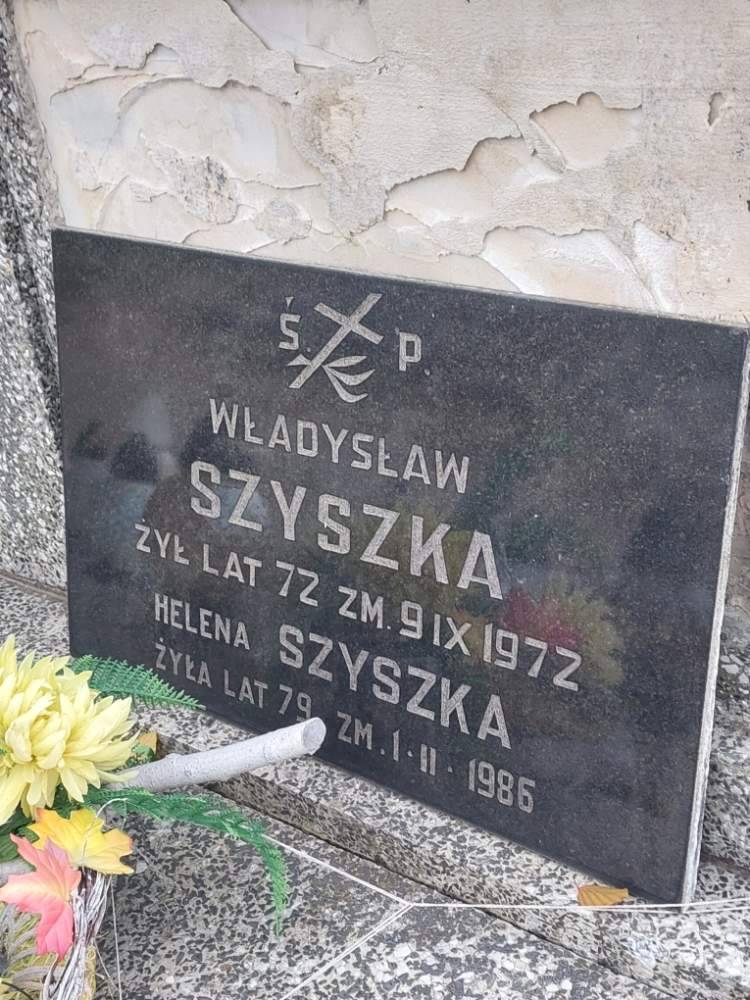 Ś. P.
WŁADYSŁAW
SZYSZKA
ŻYŁ LAT 72 ZM. 9 IX 1972
HELENA SZYSZKA
ŻYŁA LAT 79 ZM. 1·II·1986